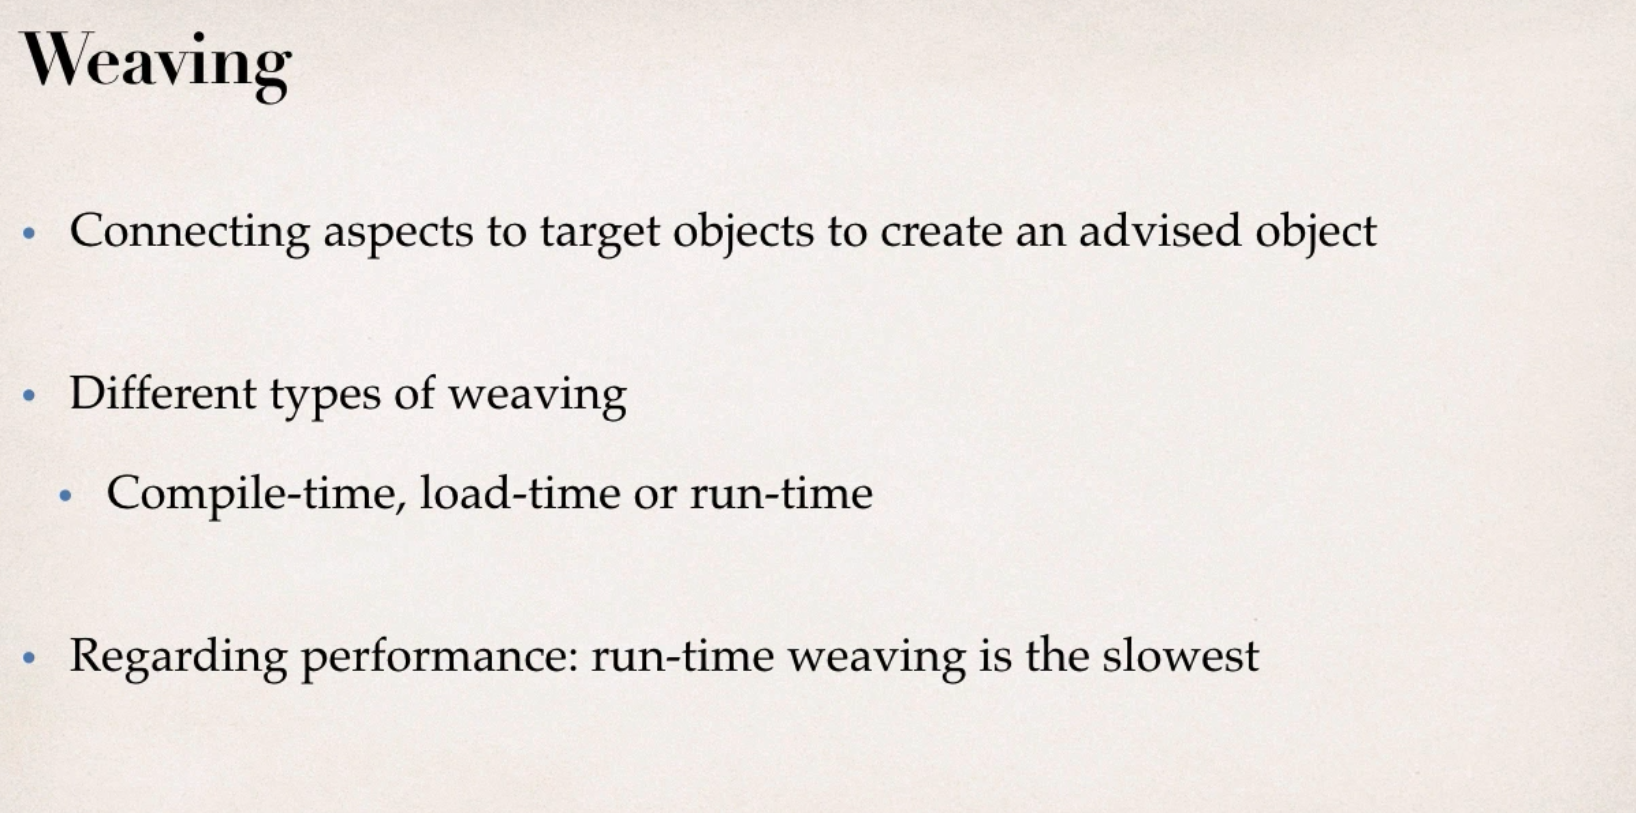 Weaving
Connecting aspects to target objects to create an advised object
Different types of weaving
Compile-time, load-time or run-time
Regarding performance: run-time weaving is the slowest